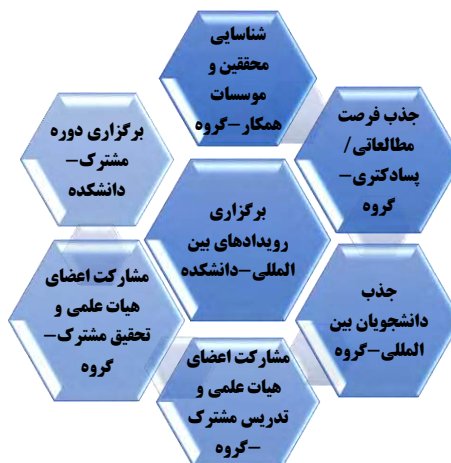 شناسایی
محققین و
موسسات
همکار–گروه
جذب فرصت
مطالعاتی/
پسادکتری–
گروه
برگزاری دوره
مشترک–
دانشکده
برگزاری
رویدادهای بین
المللی–دانشکده
جذب
دانشجویان بین
المللی–گروه
مشارکت اعضای
هیات علمی و
تحقیق مشترک–
گروه
مشارکت اعضای
هیات علمی و
تدریس مشترک
–گروه